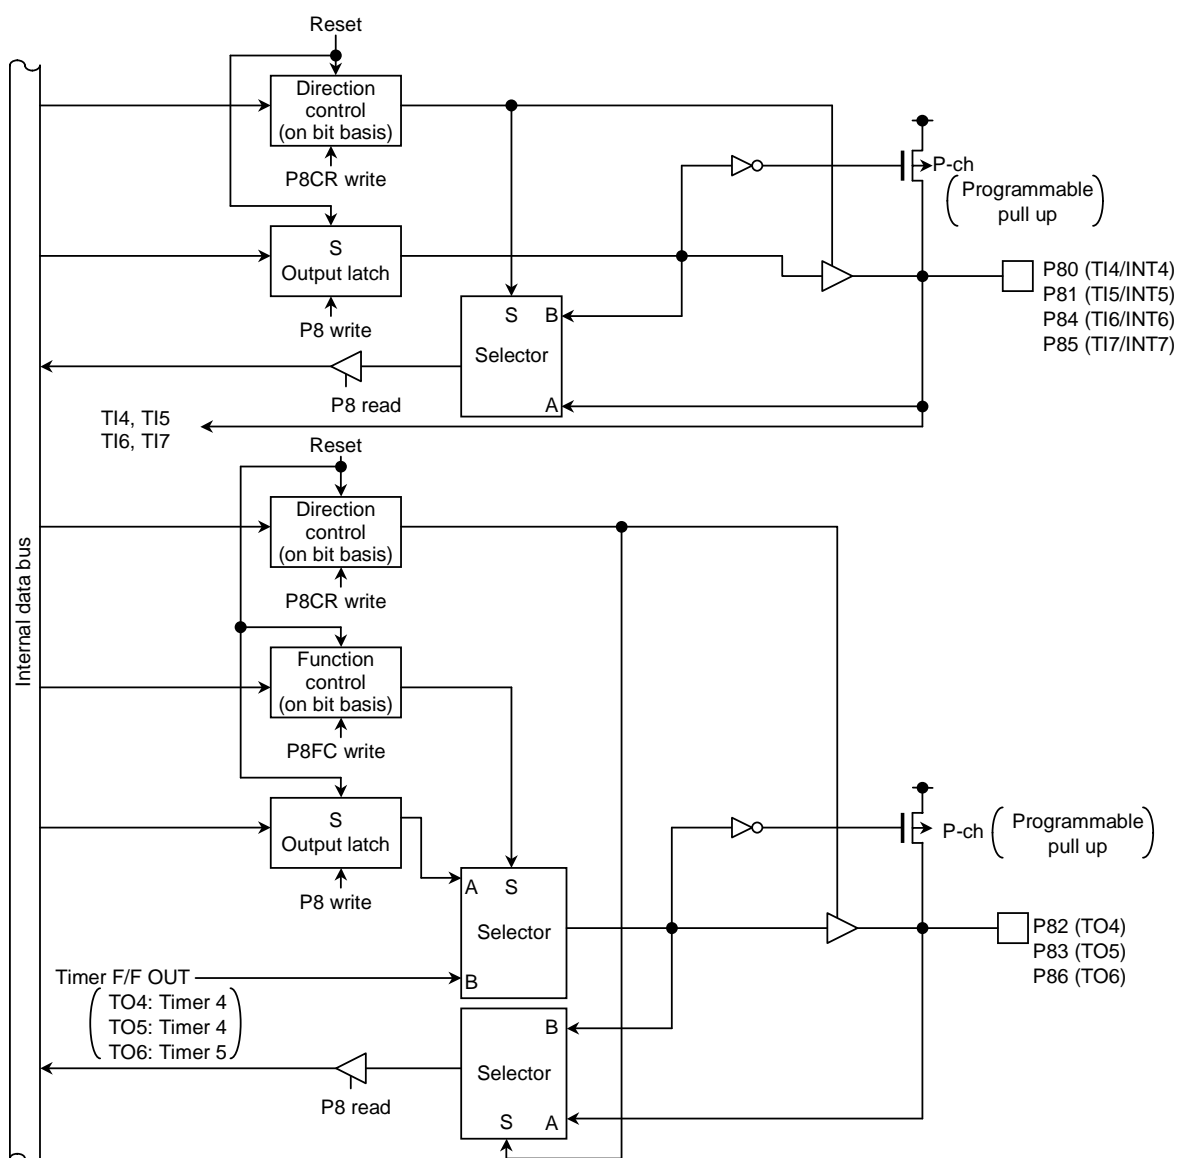 Reset
Direction
control
(on bit basis)
P8CR write
P-ch
Programmable
pull up
S
Output latch
P8 write
S
B
Selector
A
P80 (TI4/INT4)
P81 (TI5/INT5)
P84 (TI6/INT6)
P85 (TI7/INT7)
P8 read
TI4, TI5
TI6, TI7
Internal data bus
Reset
Direction
control
(on bit basis)
P8CR write
Function
control
(on bit basis)
P8FC write
S
Output latch
P8 write
P-ch
Programmable
pull up
A
S
Selector
B
P82 (TO4)
P83 (TO5)
P86 (TO6)
Timer F/F OUT
TO4: Timer 4
TO5: Timer 4
TO6: Timer 5
B
Selector
S
A
P8 read